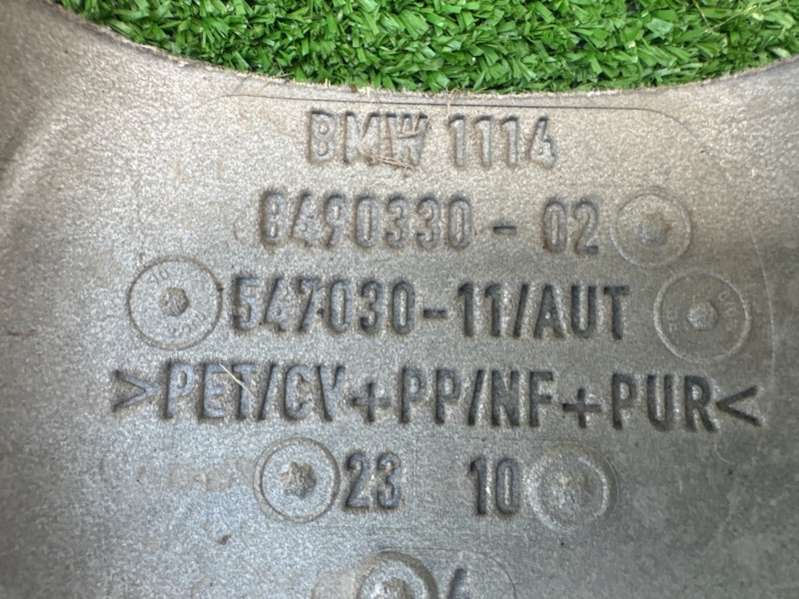 BMW 1114
8490330-02
547030-11/AUT
>PET/CV+PP/NF+PUR<
23 10